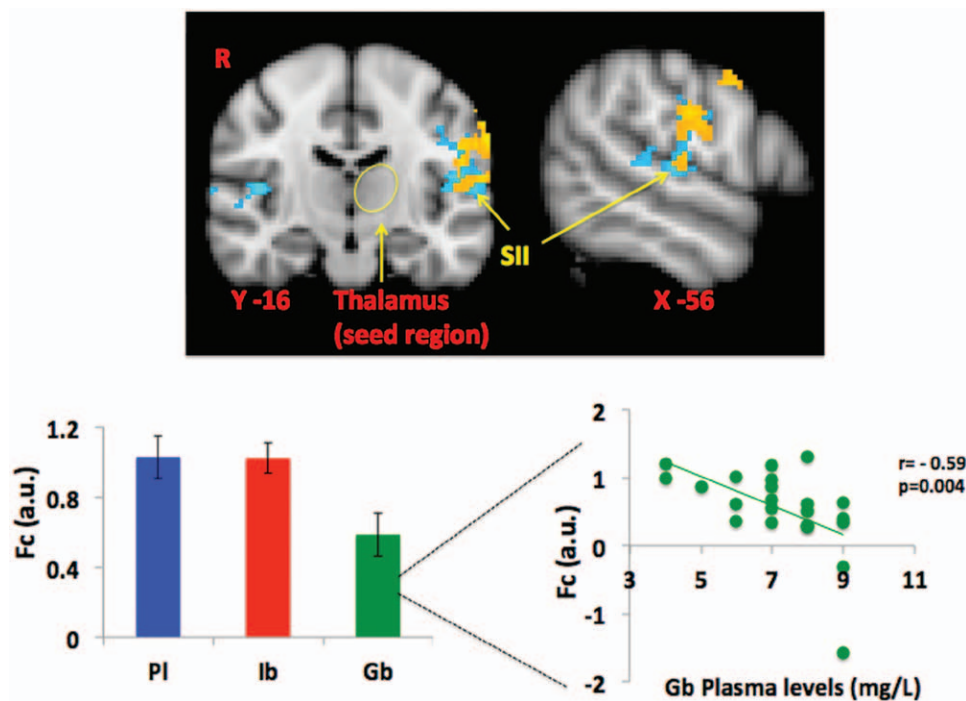 R
SII
Y -16
Thalamus
(seed region)
X -56
1.2
0.8
0.4
0
Fc (a.u.)
Pl
Ib
Gb
2
1
0
-1
-2
Fc (a.u.)
3
5
7
9
11
r= - 0.59
p=0.004
Gb Plasma levels (mg/L)